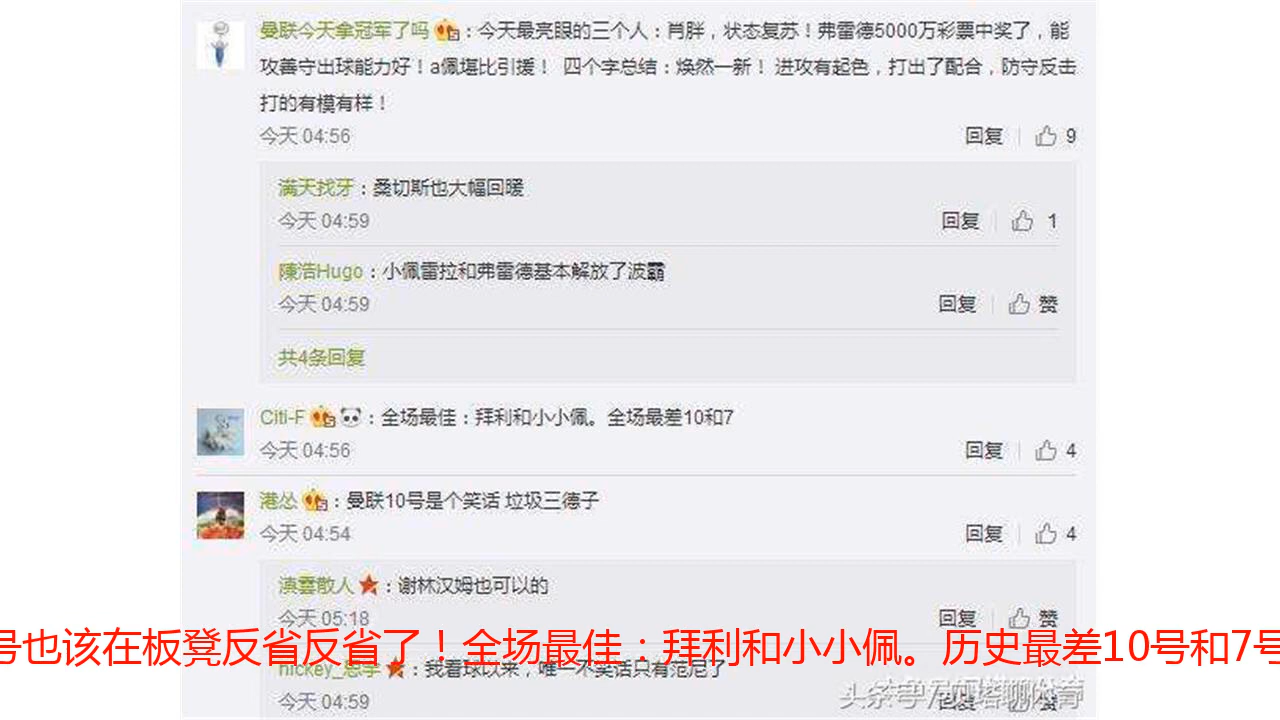 曼联今天拿冠军了吗：今天最亮眼的三个人：肖胖，状态复苏！弗雷德5000万彩票中奖了，能
攻善守出球能力好！a佩堪比引援！ 四个字总结：焕然一新！ 进攻有起色，打出了配合，防守反击
打的有模有样！
今天 04:56 回复 9
满天找牙：桑切斯也大幅回暖
今天 04:59 回复 1
陳浩Hugo：小佩雷拉和弗雷德基本解放了波霸
今天 04:59 回复 赞
共4条回复
Citi-F：全场最佳：拜利和小小佩。全场最差10和7
今天 04:56 回复 4
港怂：曼联10号是个笑话 垃圾三德子
今天 04:54 回复 4
滇雲散人：谢林汉姆也可以的
今天 05:18 回复 赞
号也该在板凳反省反省了！全场最佳：拜利和小小佩。历史最差10号和7号
：我看球以来，唯一不笑话只有范尼了
今天 04:59 回复 赞